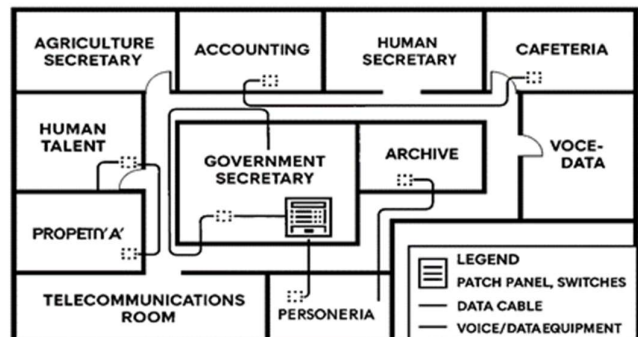 AGRICULTURE
SECRETARY
ACCOUNTING
HUMAN
SECRETARY
CAFETERIA
HUMAN
TALENT
GOVERNMENT
SECRETARY
ARCHIVE
VOCE-
DATA
PROPETIY'A'
TELECOMMUNICATIONS
ROOM
PERSONERIA
LEGEND
PATCH PANEL, SWITCHES
DATA CABLE
VOICE/DATAEQUIPMENT